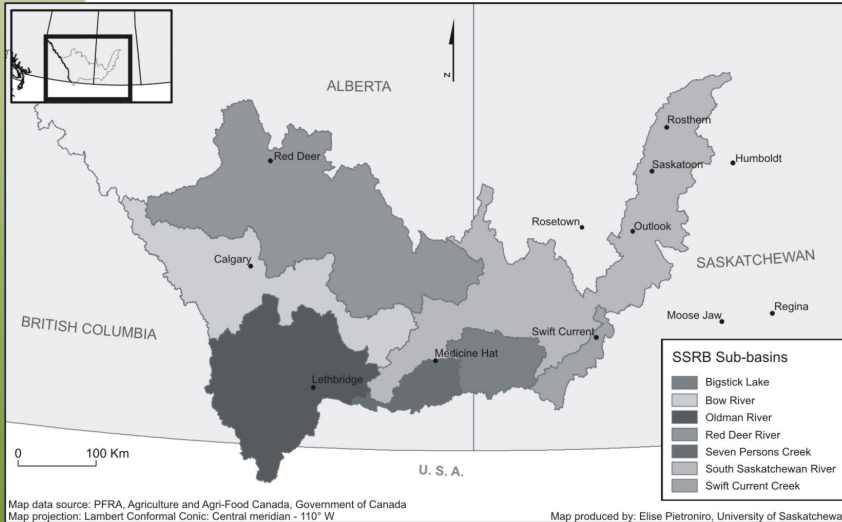 ALBERTA
z
Rosthern
Red Deer
Saskatoon
Humboldt
Rosetown
Outlook
Calgary
SASKATCHEWAN
BRITISH COLUMBIA
Moose Jaw
Regina
Swift Current
Medicine Hat
Lethbridge
SSRB Sub-basins
Bigstick Lake
Bow River
Oldman River
Red Deer River
Seven Persons Creek
South Saskatchewan River
Swift Current Creek
0 100 Km
U. S. A.
Map data source: PFRA, Agriculture and Agri-Food Canada, Government of Canada
Map projection: Lambert Conformal Conic: Central meridian - 110° W
Map produced by: Elise Pietroniro, University of Saskatchewa